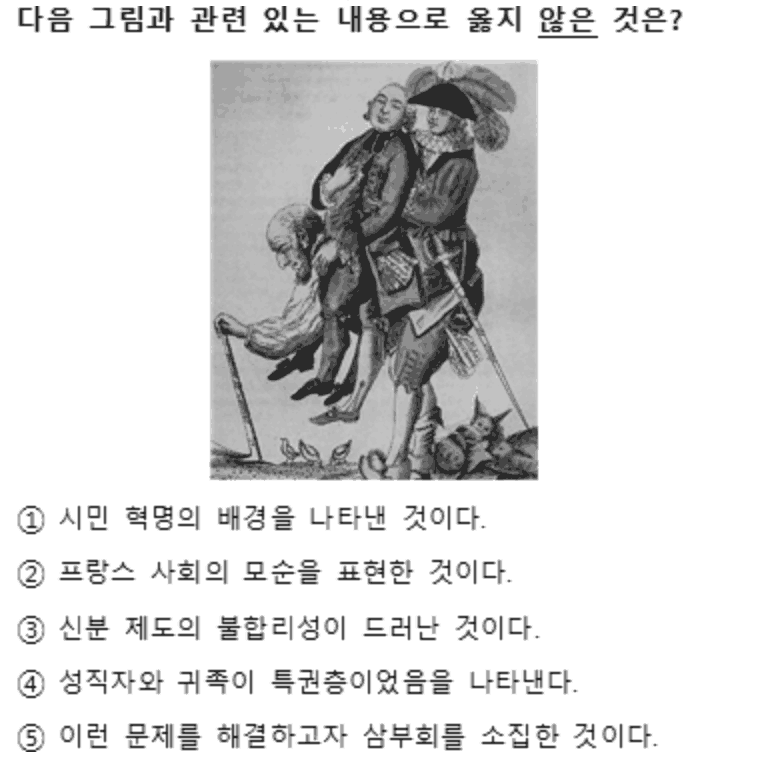 다음 그림과 관련 있는 내용으로 옳지 않은 것은?
① 시민 혁명의 배경을 나타낸 것이다.
② 프랑스 사회의 모순을 표현한 것이다.
③ 신분 제도의 불합리성이 드러난 것이다.
④ 성직자와 귀족이 특권층이었음을 나타낸다.
⑤ 이런 문제를 해결하고자 삼부회를 소집한 것이다.